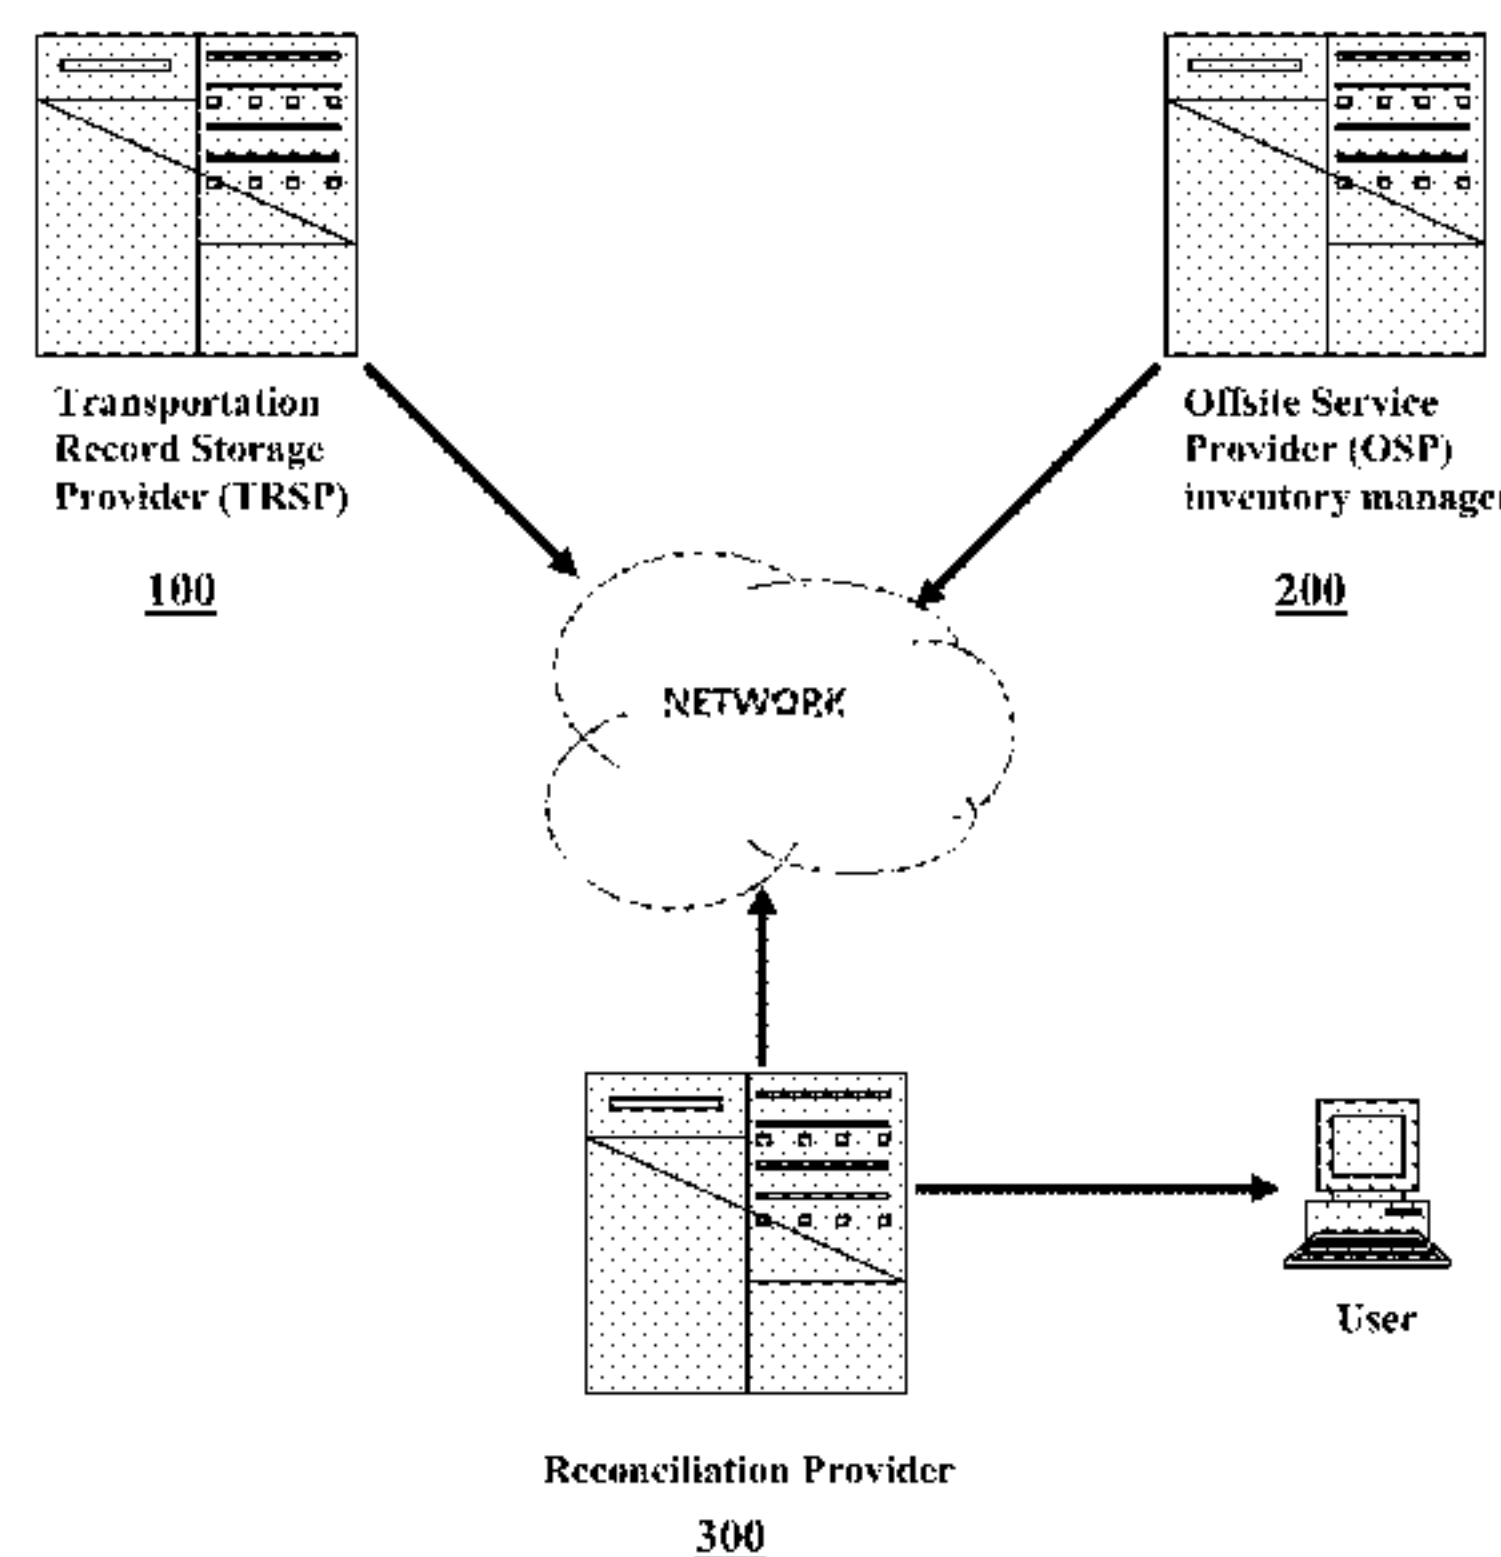 Transportation
Record Storage
Provider (TRSP)
100
Offsite Service
Provider (OSP)
inventory manager
200
NETWORK
User
Reconciliation Provider
300